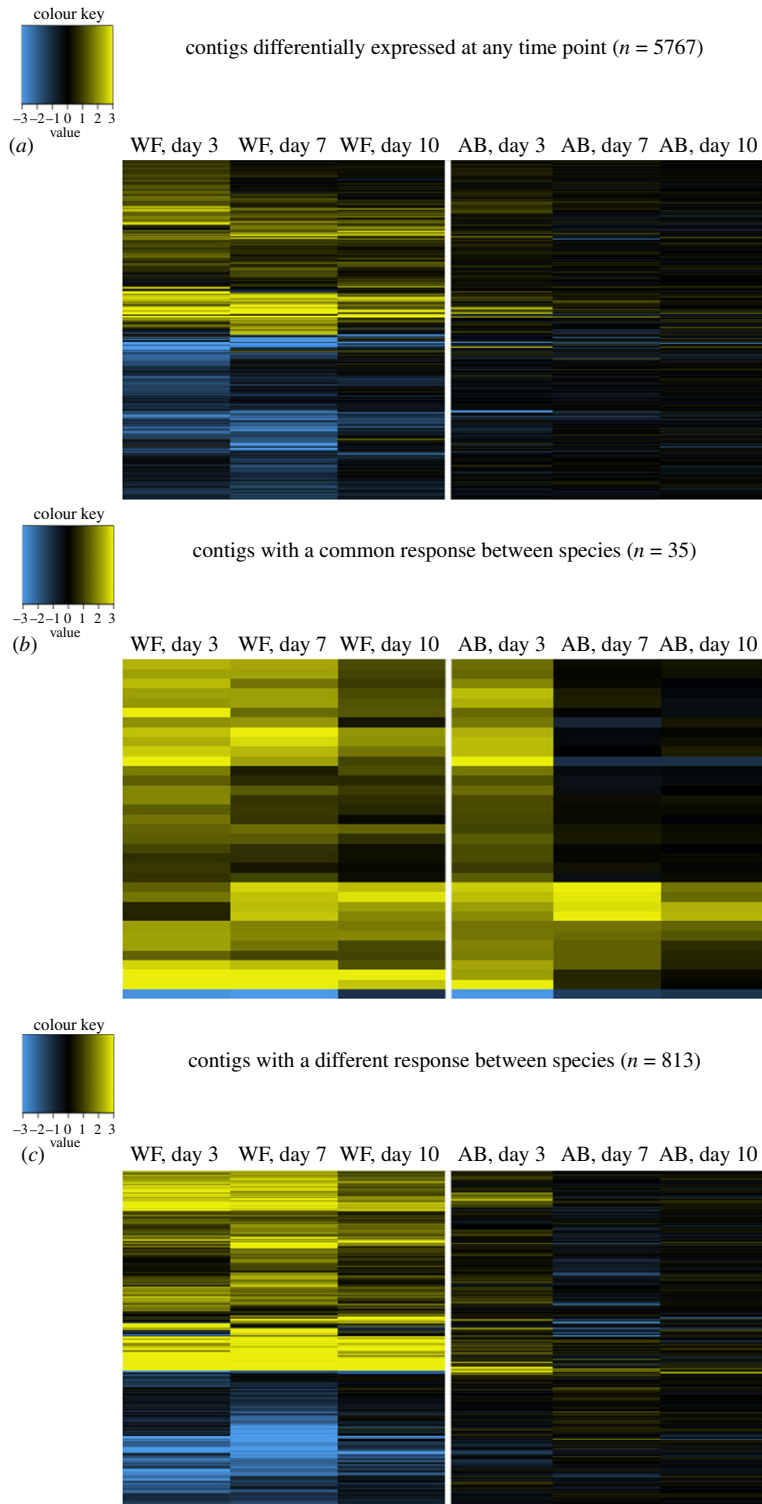 colour key
contigs differentially expressed at any time point (n = 5767)
–3 –2 –1 0 1 2 3
value
(a)
WF, day 3 WF, day 7 WF, day 10 AB, day 3 AB, day 7 AB, day 10
colour key
contigs with a common response between species (n = 35)
–3 –2 –1 0 1 2 3
value
(b)
WF, day 3 WF, day 7 WF, day 10 AB, day 3 AB, day 7 AB, day 10
colour key
contigs with a different response between species (n = 813)
–3 –2 –1 0 1 2 3
value
(c)
WF, day 3 WF, day 7 WF, day 10 AB, day 3 AB, day 7 AB, day 10